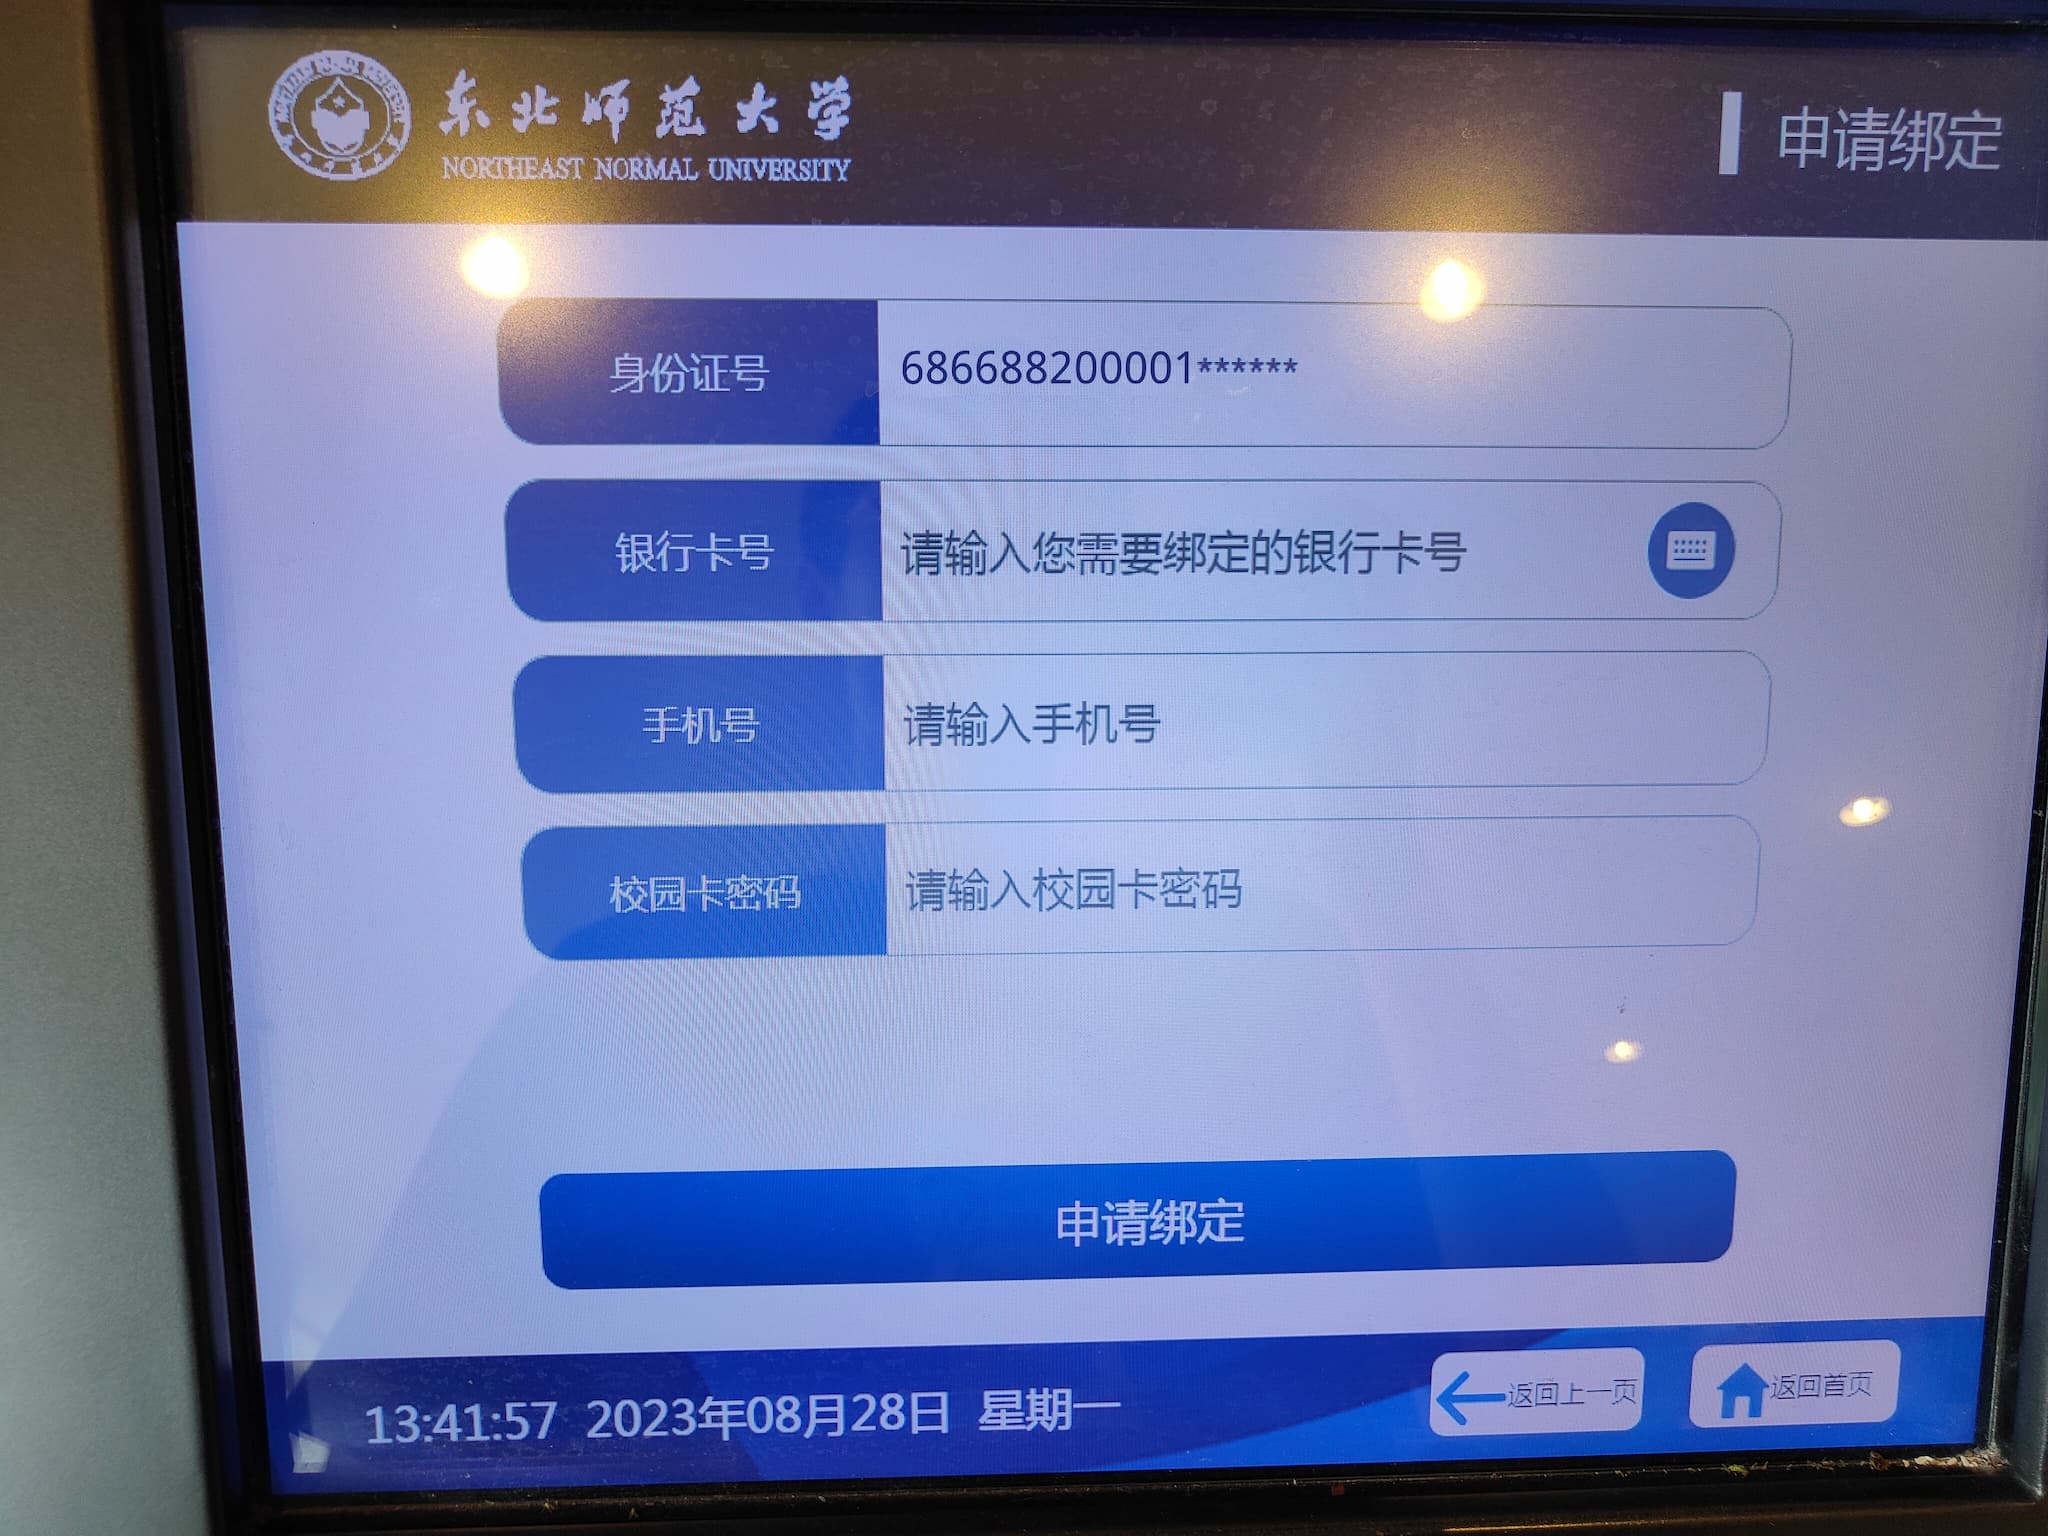 东北师范大学
NORTHEAST NORMAL UNIVERSITY
申请绑定
身份证号 686688200001******
银行卡号 请输入您需要绑定的银行卡号
手机号 请输入手机号
校园卡密码 请输入校园卡密码
申请绑定
13:41:57 2023年08月28日 星期一
返回上一页
返回首页